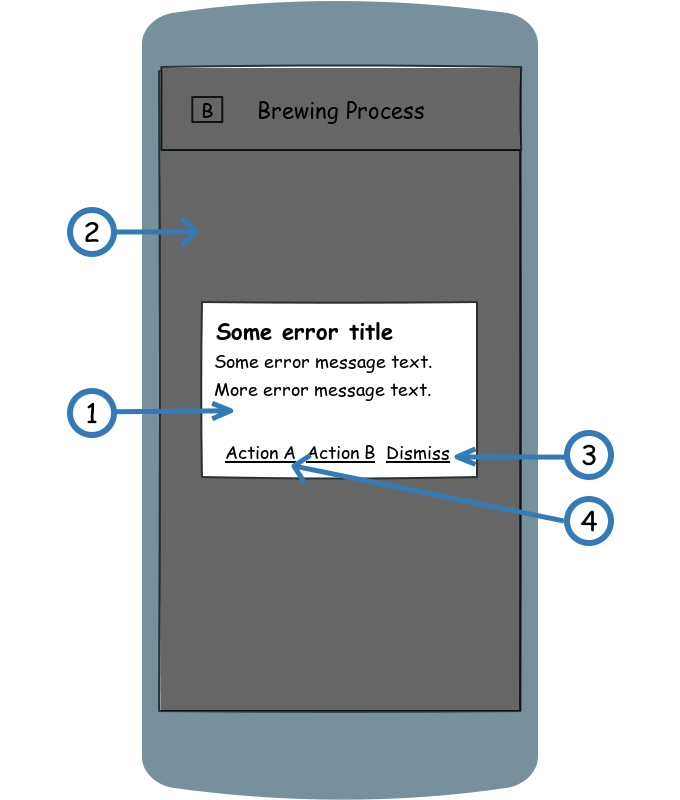 B Brewing Process
2
Some error title
Some error message text.
More error message text.
1
Action A Action B Dismiss
3
4